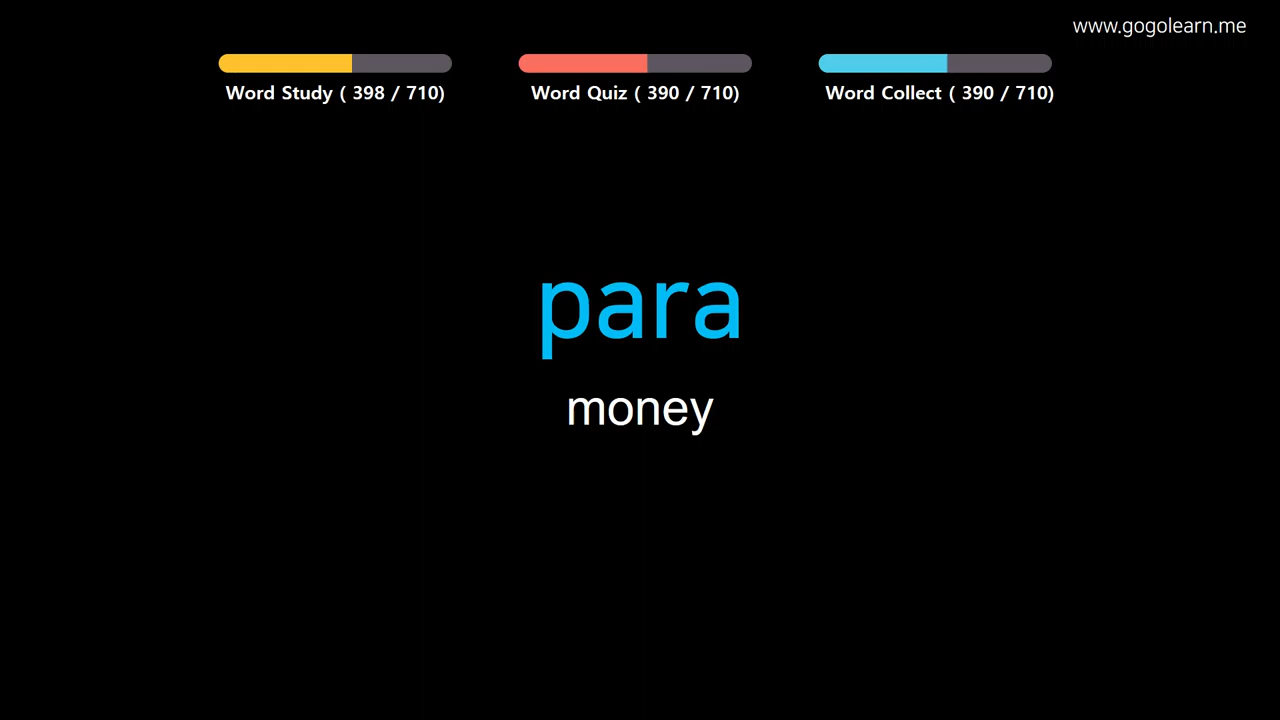 www.gogolearn.me
Word Study ( 398 / 710)
Word Quiz ( 390 / 710)
Word Collect ( 390 / 710)
para
money